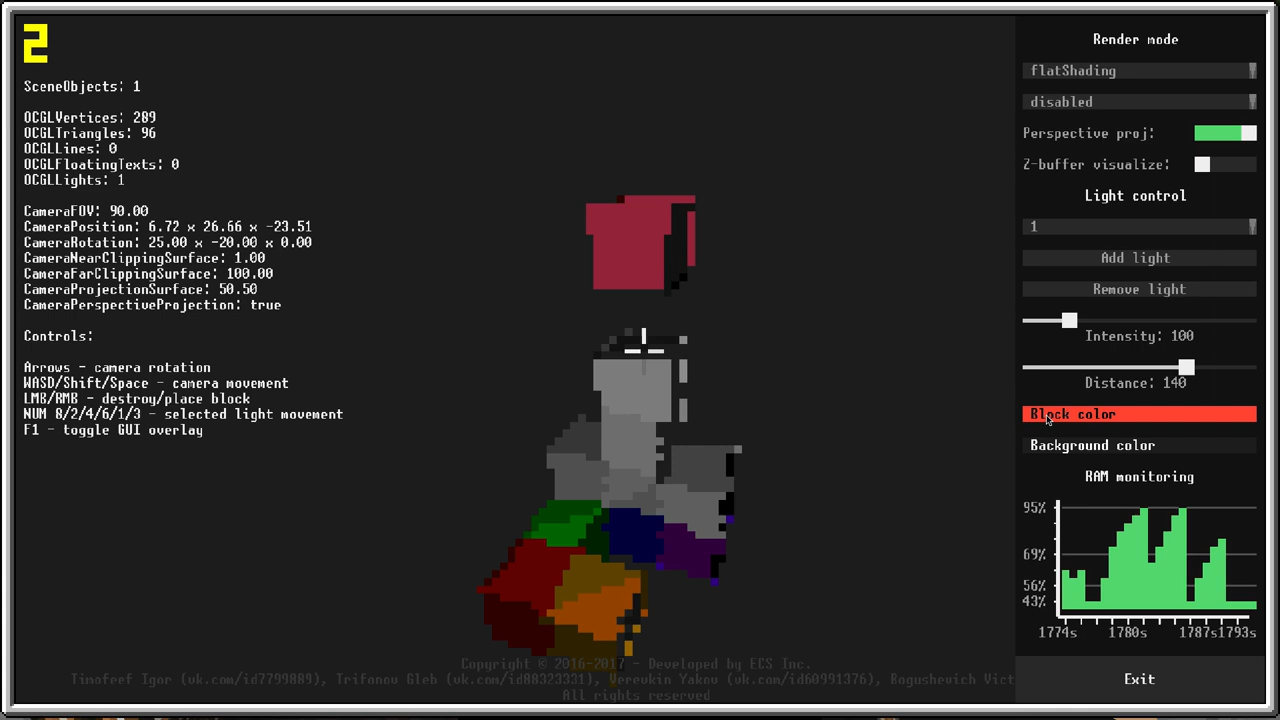 2
SceneObjects: 1
OCGLVertices: 289
OCGLTriangles: 96
OCGLLines: 0
OCGLFloatingTexts: 0
OCGLLights: 1
CameraFOV: 90.00
CameraPosition: 6.72 x 26.66 x -23.51
CameraRotation: 25.00 x -20.00 x 0.00
CameraNearClippingSurface: 1.00
CameraFarClippingSurface: 100.00
CameraProjectionSurface: 50.50
CameraPerspectiveProjection: true
Controls:
Arrows - camera rotation
WASD/Shift/Space - camera movement
LMB/RMB - destroy/place block
NUM 8/2/4/6/1/3 - selected light movement
F1 - toggle GUI overlay
Copyright © 2016-2017 - Developed by ECS Inc.
Timofeef Igor (vk.com/id7799889), Trifonov Gleb (vk.com/id88323331), Verevkin Yakov (vk.com/id60991376), Bogushevich Vict
All rights reserved
Render mode
flatShading
disabled
Perspective proj:
Z-buffer visualize:
Light control
1
Add light
Remove light
Intensity: 100
Distance: 140
Block color
Background color
RAM monitoring
95%
69%
56%
43%
1774s 1780s 1787s 1793s
Exit